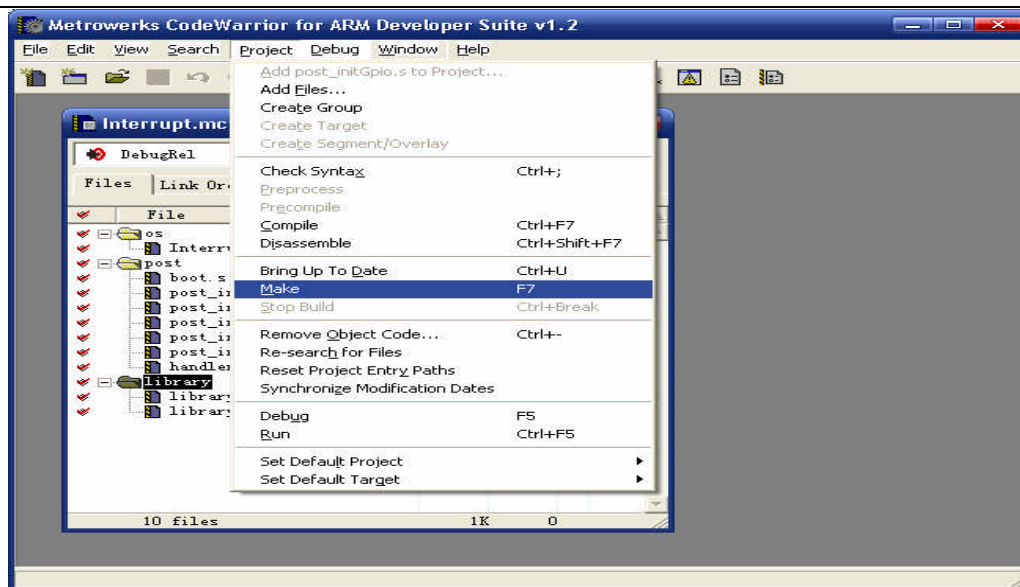 Metrowerks CodeWarrior for ARM Developer Suite v1.2
File Edit View Search Project Debug Window Help
Add post_initGpio.s to Project...
Add Files...
Create Group
Create Target
Create Segment/Overlay
Check Syntax Ctrl+;
Preprocess
Precompile
Compile Ctrl+F7
Disassemble Ctrl+Shift+F7
Bring Up To Date Ctrl+U
Make F7
Stop Build Ctrl+Break
Remove Object Code... Ctrl+-
Re-search for Files
Reset Project Entry Paths
Synchronize Modification Dates
Debug F5
Run Ctrl+F5
Set Default Project
Set Default Target
Interrupt.mc
DebugRel
Files Link Or
File
os
Interr
post
boot.s
post_i
post_i
post_i
post_i
post_i
handle
library
library
library
10 files 1K 0